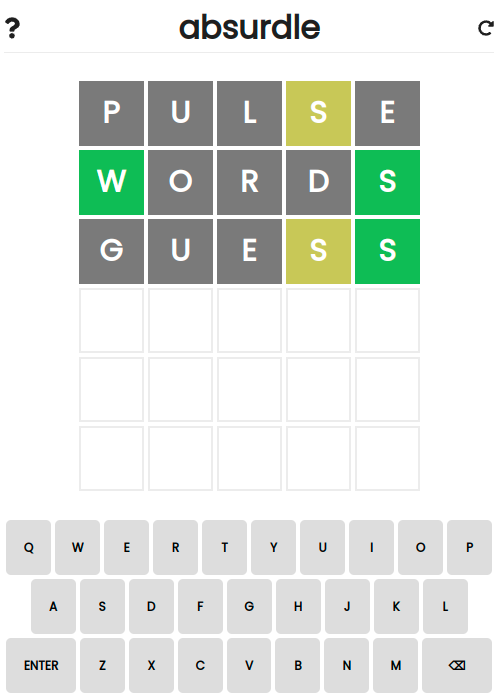 ? absurdle
P U L S E
W O R D S
G U E S S
Q W E R T Y U I O P
A S D F G H J K L
ENTER Z X C V B N M ⌫